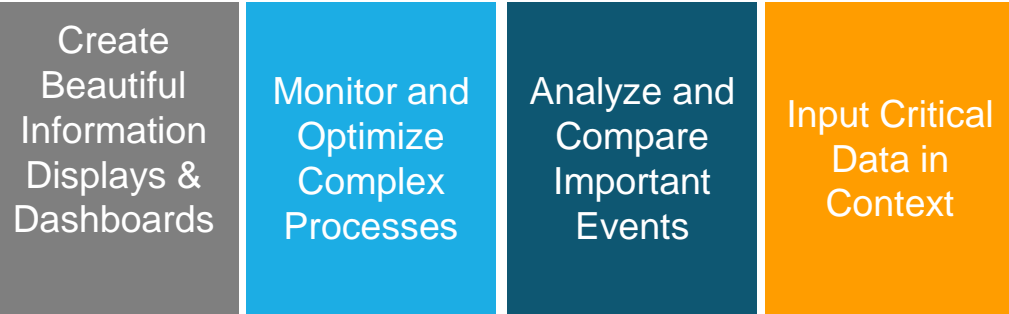 Create
Beautiful
Information
Displays &
Dashboards
Monitor and
Optimize
Complex
Processes
Analyze and
Compare
Important
Events
Input Critical
Data in
Context